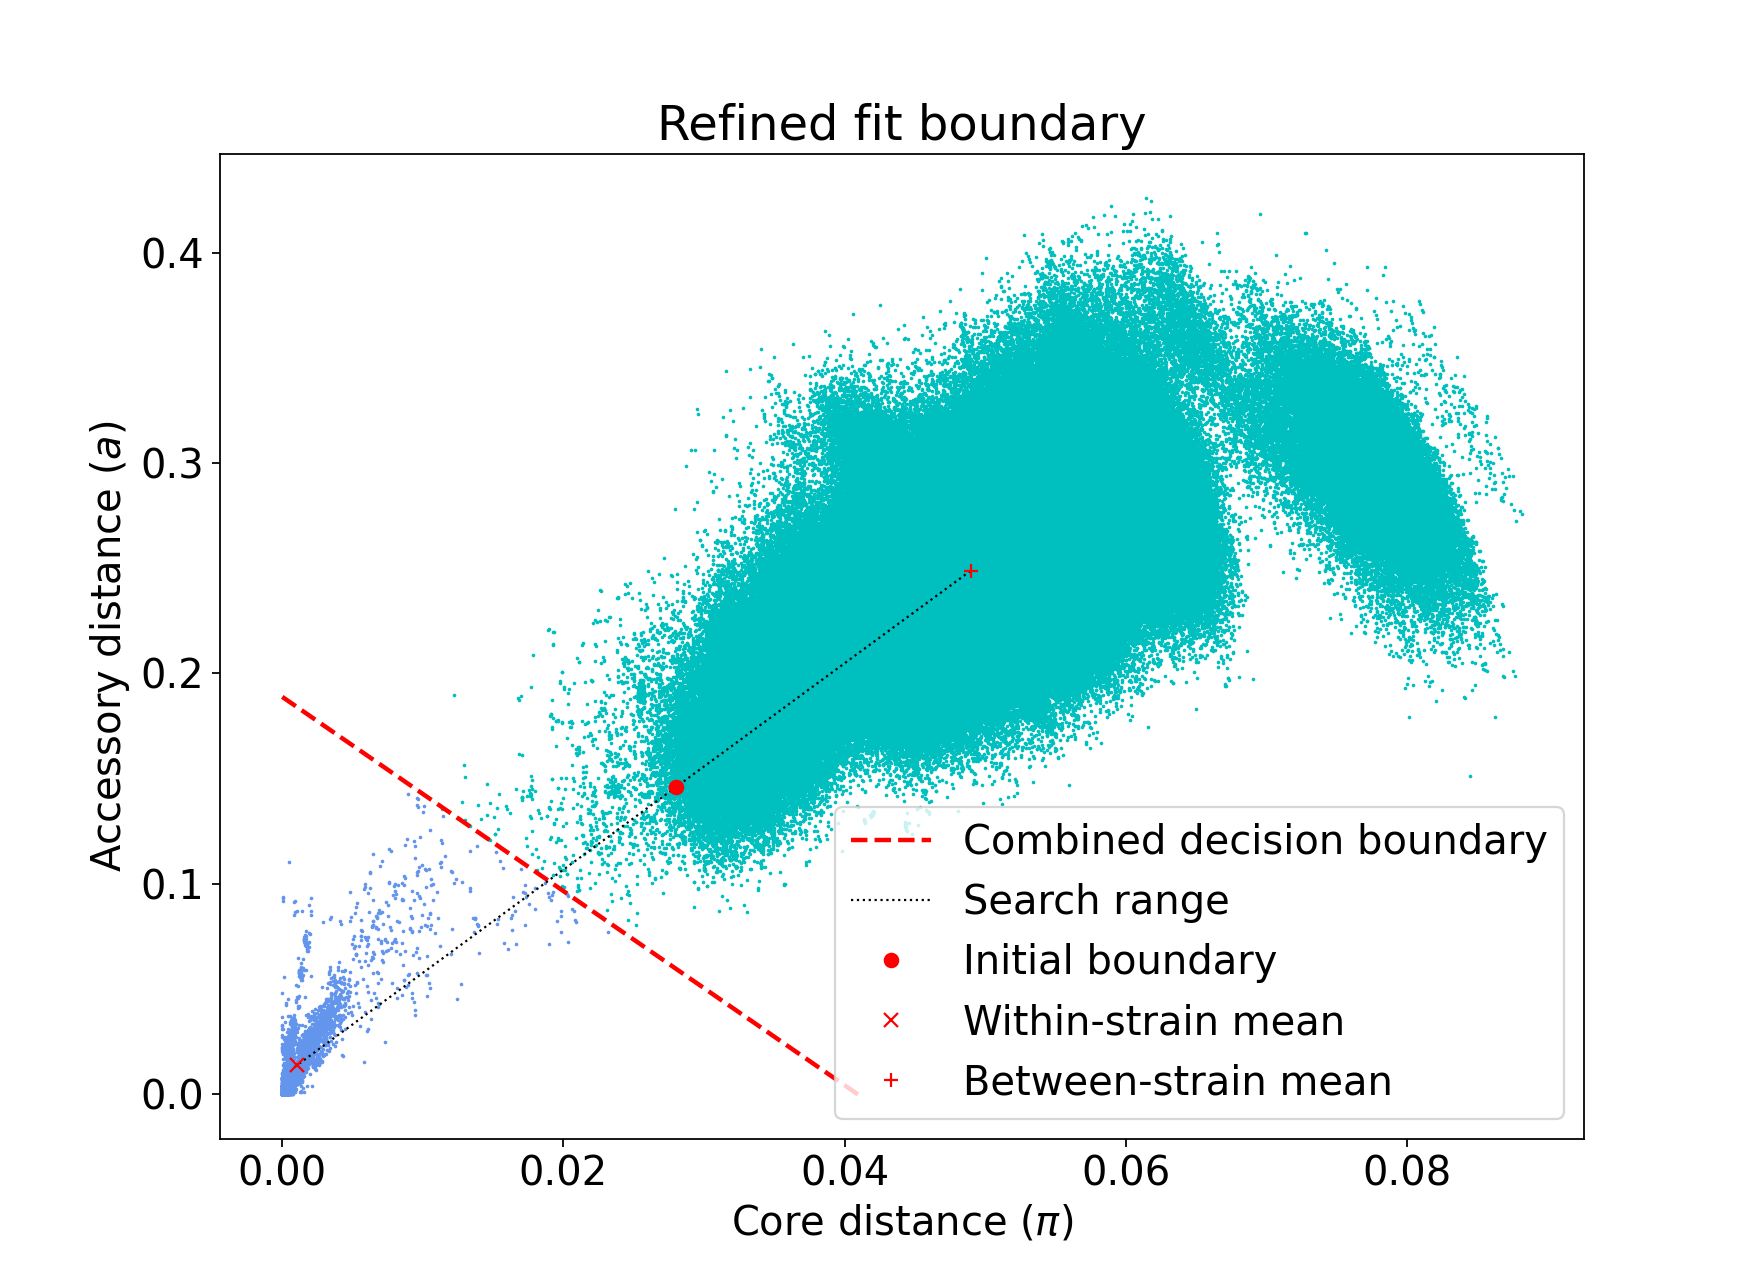 Refined fit boundary
0.4
0.3
0.2
0.1
0.0
Accessory distance (a)
0.00 0.02 0.04 0.06 0.08
Core distance (π)
Combined decision boundary
Search range
Initial boundary
Within-strain mean
Between-strain mean